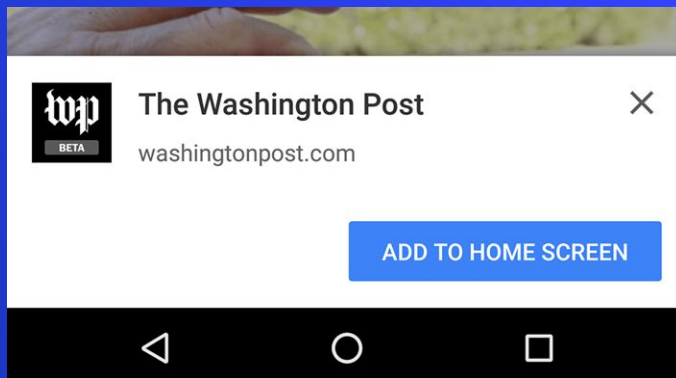 wp
BETA
The Washington Post
washingtonpost.com
ADD TO HOME SCREEN